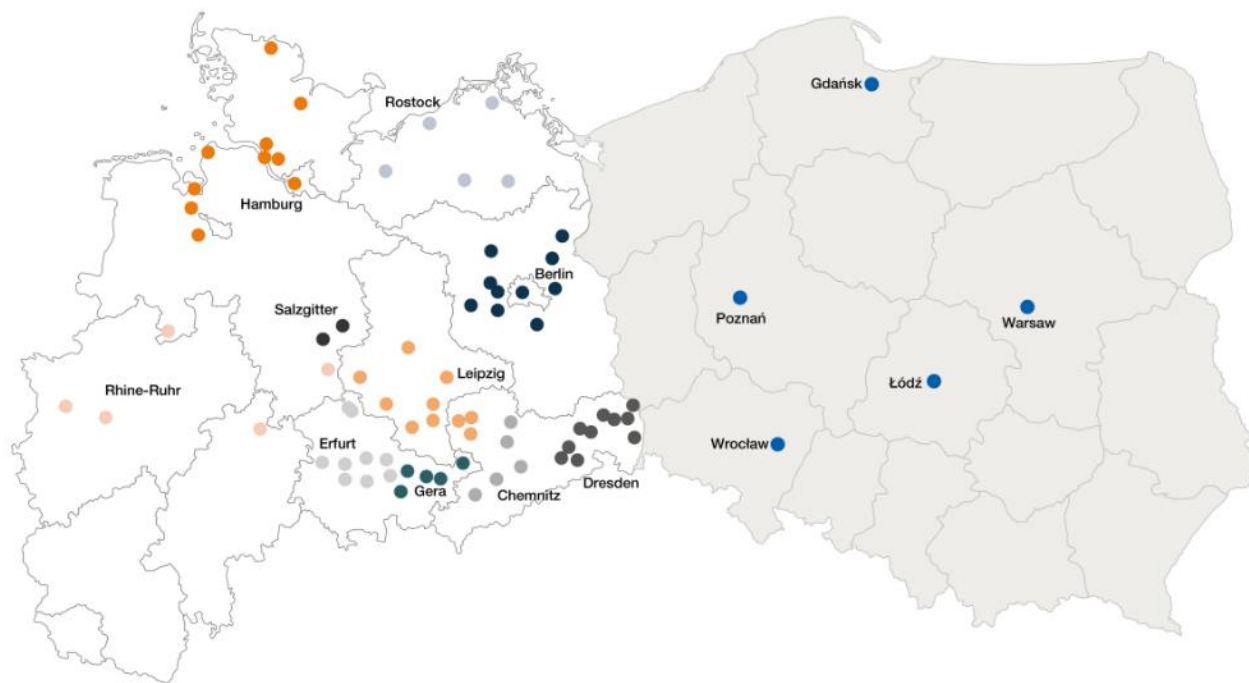 Gdańsk
Rostock
Hamburg
Berlin
Salzgitter
Poznań
Warsaw
Leipzig
Rhine-Ruhr
Łódź
Erfurt
Wrocław
Dresden
Gera
Chemnitz